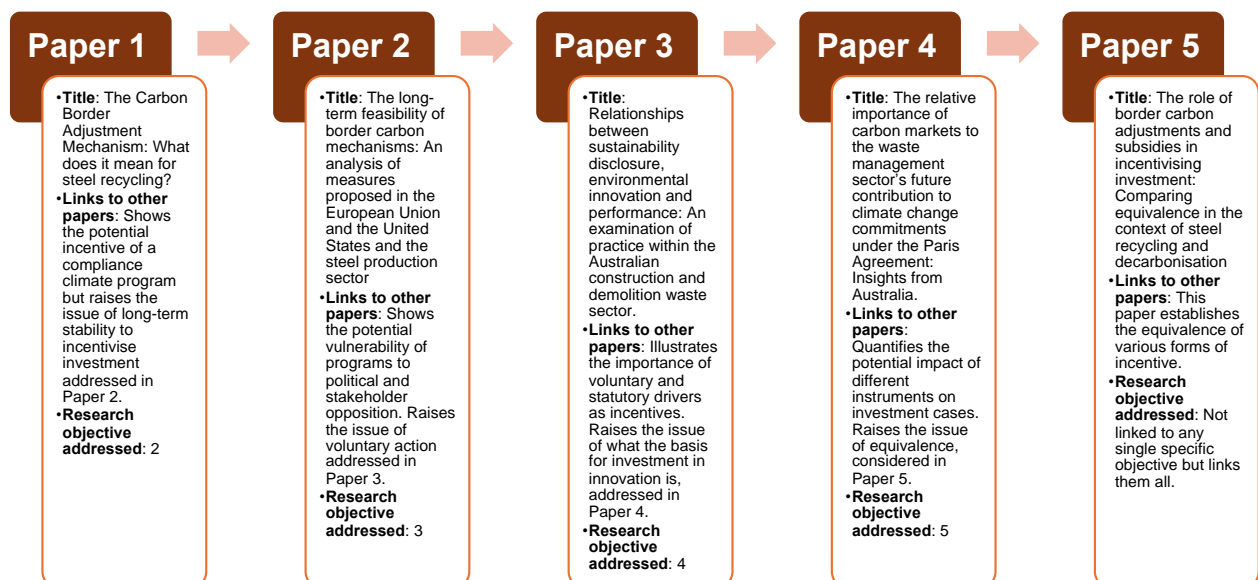 Paper 1
•Title: The Carbon
Border
Adjustment
Mechanism: What
does it mean for
steel recycling?
•Links to other
papers: Shows
the potential
incentive of a
compliance
climate program
but raises the
issue of long-term
stability to
incentivise
investment
addressed in
Paper 2.
•Research
objective
addressed: 2
Paper 2
•Title: The long-
term feasibility of
border carbon
mechanisms: An
analysis of
measures
proposed in the
European Union
and the United
States and the
steel production
sector
•Links to other
papers: Shows
the potential
vulnerability of
programs to
political and
stakeholder
opposition. Raises
the issue of
voluntary action
addressed in
Paper 3.
•Research
objective
addressed: 3
Paper 3
•Title:
Relationships
between
sustainability
disclosure,
environmental
innovation and
performance: An
examination of
practice within the
Australian
construction and
demolition waste
sector.
•Links to other
papers: Illustrates
the importance of
voluntary and
statutory drivers
as incentives.
Raises the issue
of what the basis
for investment in
innovation is,
addressed in
Paper 4.
•Research
objective
addressed: 4
Paper 4
•Title: The relative
importance of
carbon markets to
the waste
management
sector's future
contribution to
climate change
commitments
under the Paris
Agreement:
Insights from
Australia.
•Links to other
papers:
Quantifies the
potential impact of
different
instruments on
investment cases.
Raises the issue
of equivalence,
considered in
Paper 5.
•Research
objective
addressed: 5
Paper 5
•Title: The role of
border carbon
adjustments and
subsidies in
incentivising
investment:
Comparing
equivalence in the
context of steel
recycling and
decarbonisation
•Links to other
papers: This
paper establishes
the equivalence of
various forms of
incentive.
•Research
objective
addressed: Not
linked to any
single specific
objective but links
them all.